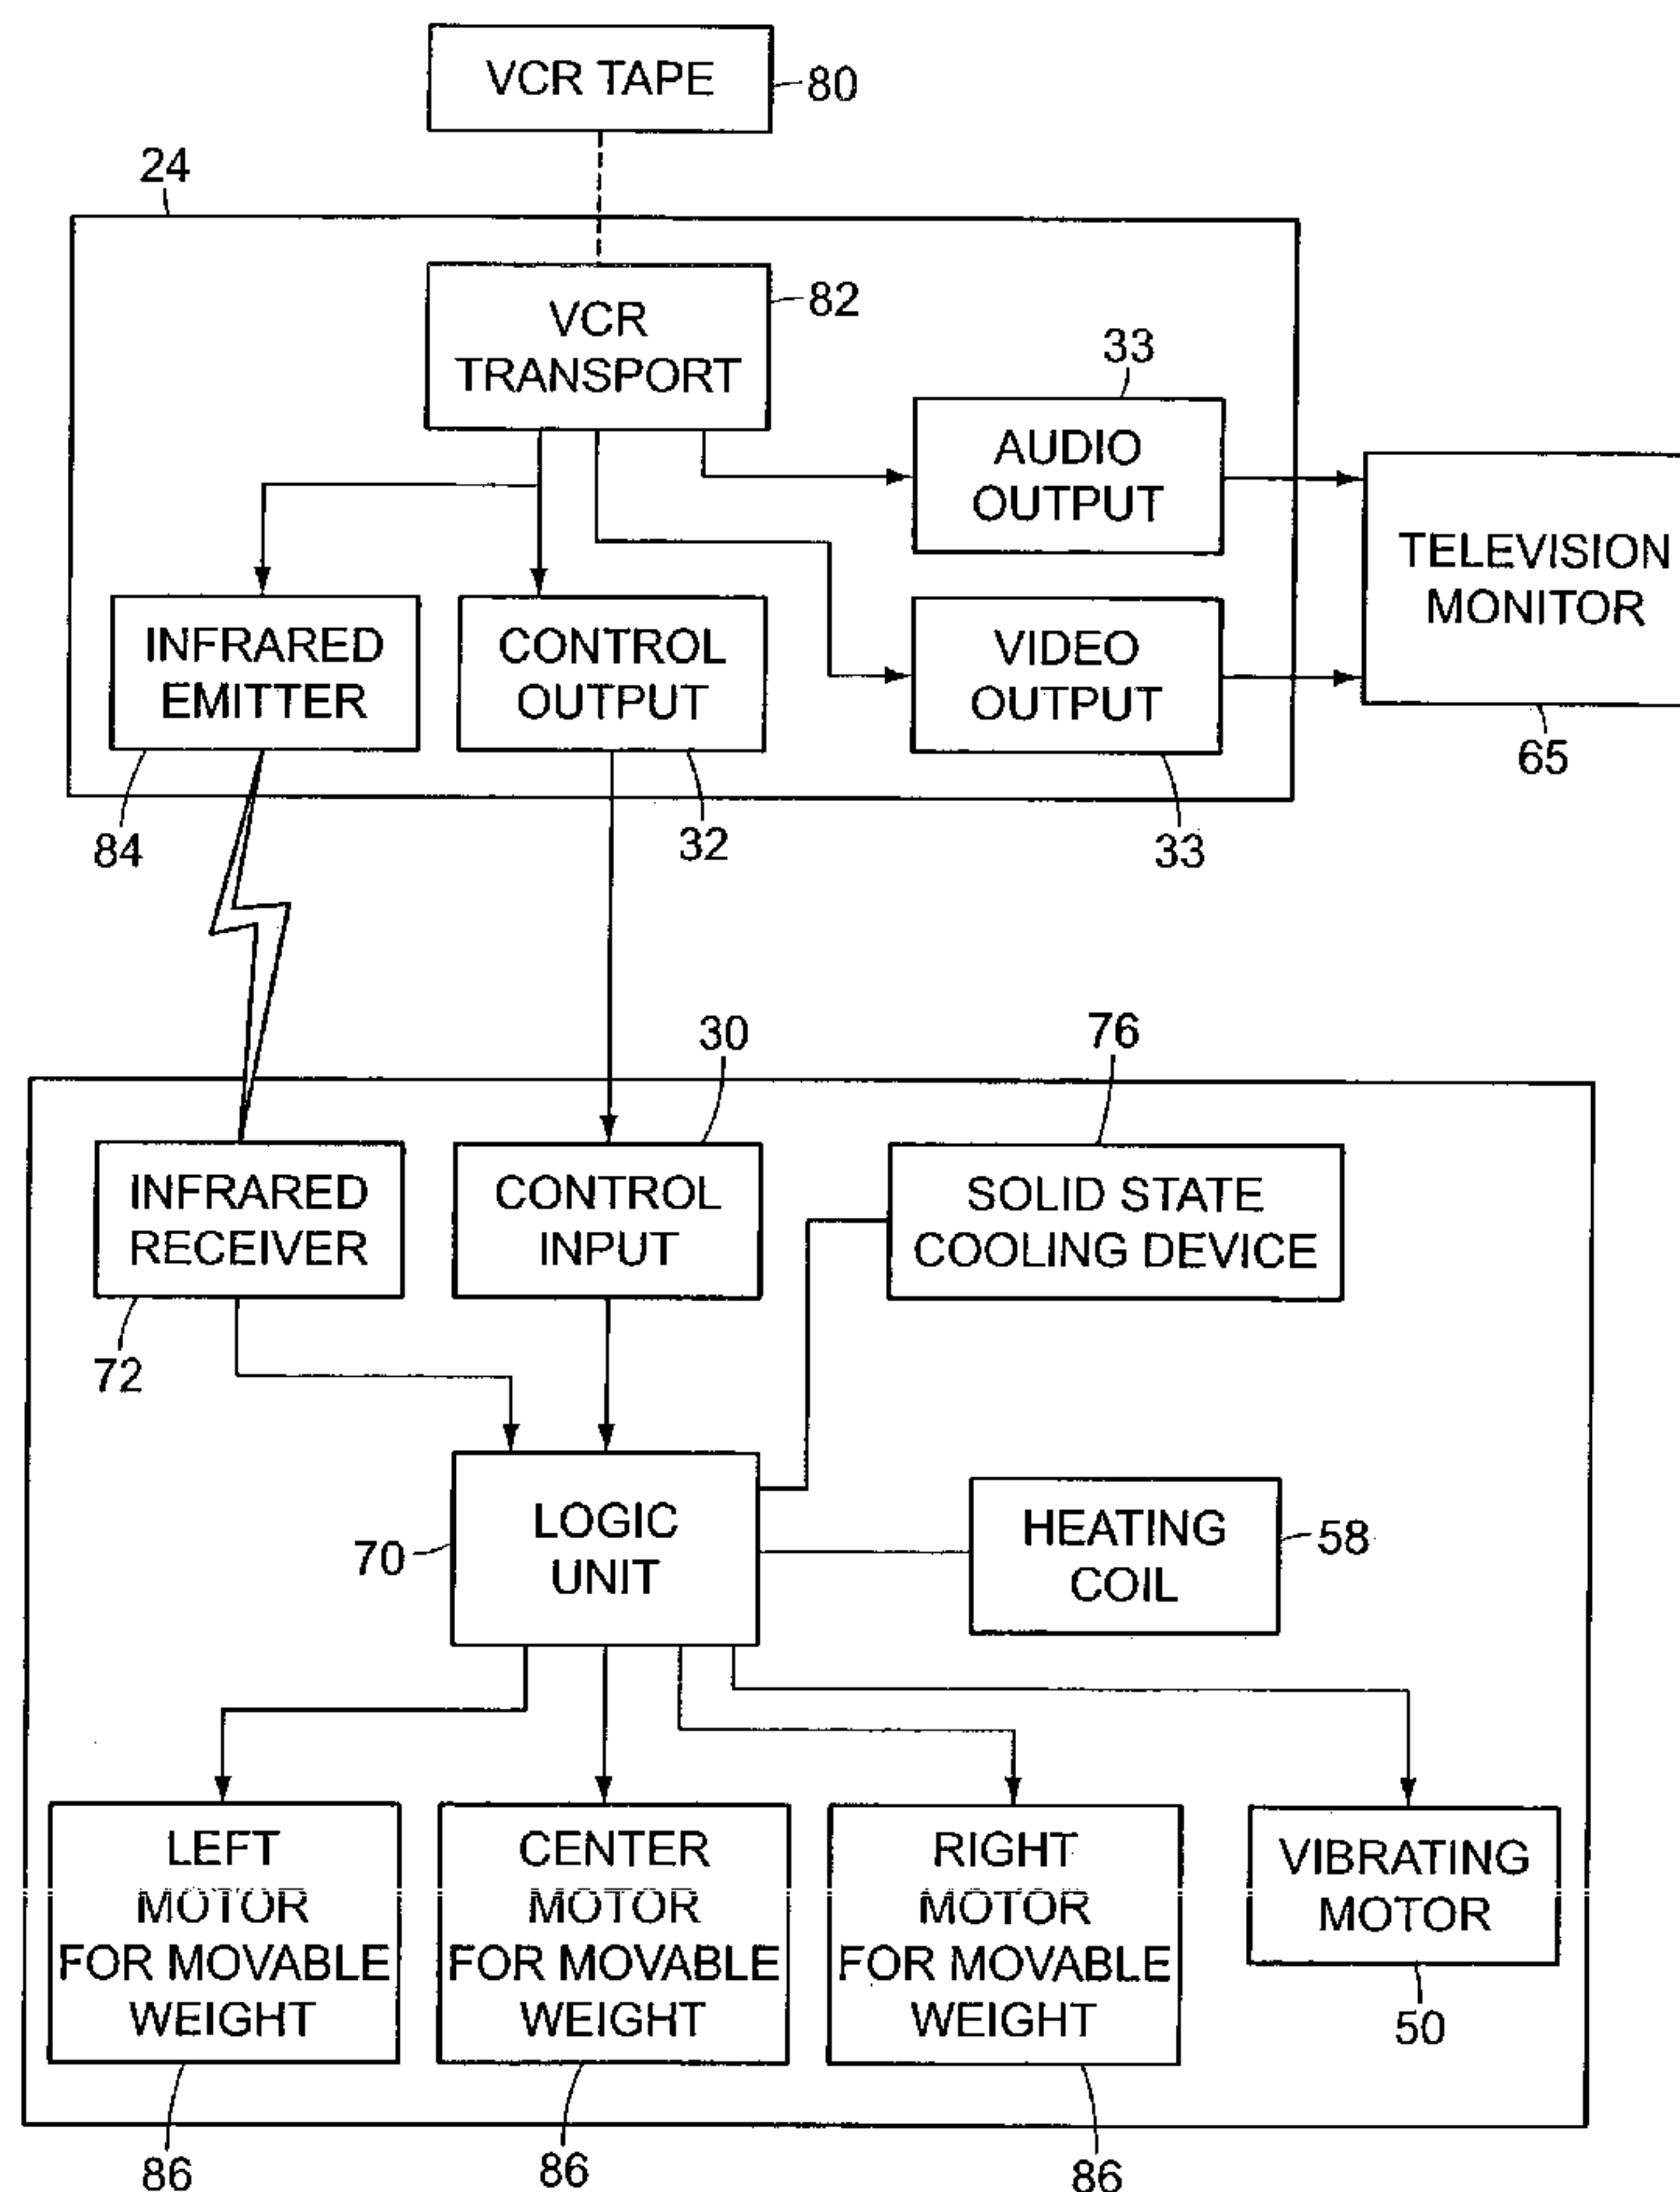 VCR TAPE
80
24
VCR
TRANSPORT
82
33
AUDIO
OUTPUT
TELEVISION
MONITOR
65
INFRARED
EMITTER
84
CONTROL
OUTPUT
32
VIDEO
OUTPUT
33
30
76
INFRARED
RECEIVER
72
CONTROL
INPUT
SOLID STATE
COOLING DEVICE
LOGIC
UNIT
70
HEATING
COIL
58
LEFT
MOTOR
FOR MOVABLE
WEIGHT
86
CENTER
MOTOR
FOR MOVABLE
WEIGHT
86
RIGHT
MOTOR
FOR MOVABLE
WEIGHT
86
VIBRATING
MOTOR
50